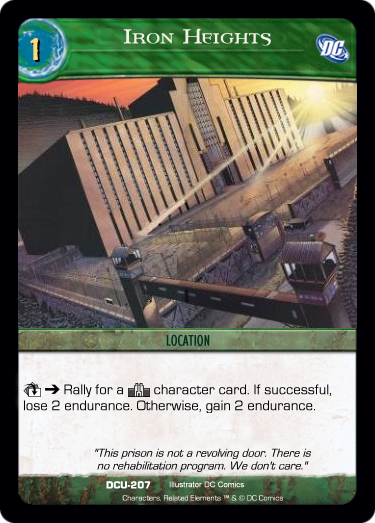 1
Iron Heights
DC
LOCATION
➔ Rally for a character card. If successful,
lose 2 endurance. Otherwise, gain 2 endurance.
"This prison is not a revolving door. There is
no rehabilitation program. We don't care."
DCU-207 Illustrator DC Comics
Characters, Related Elements ™ & © DC Comics